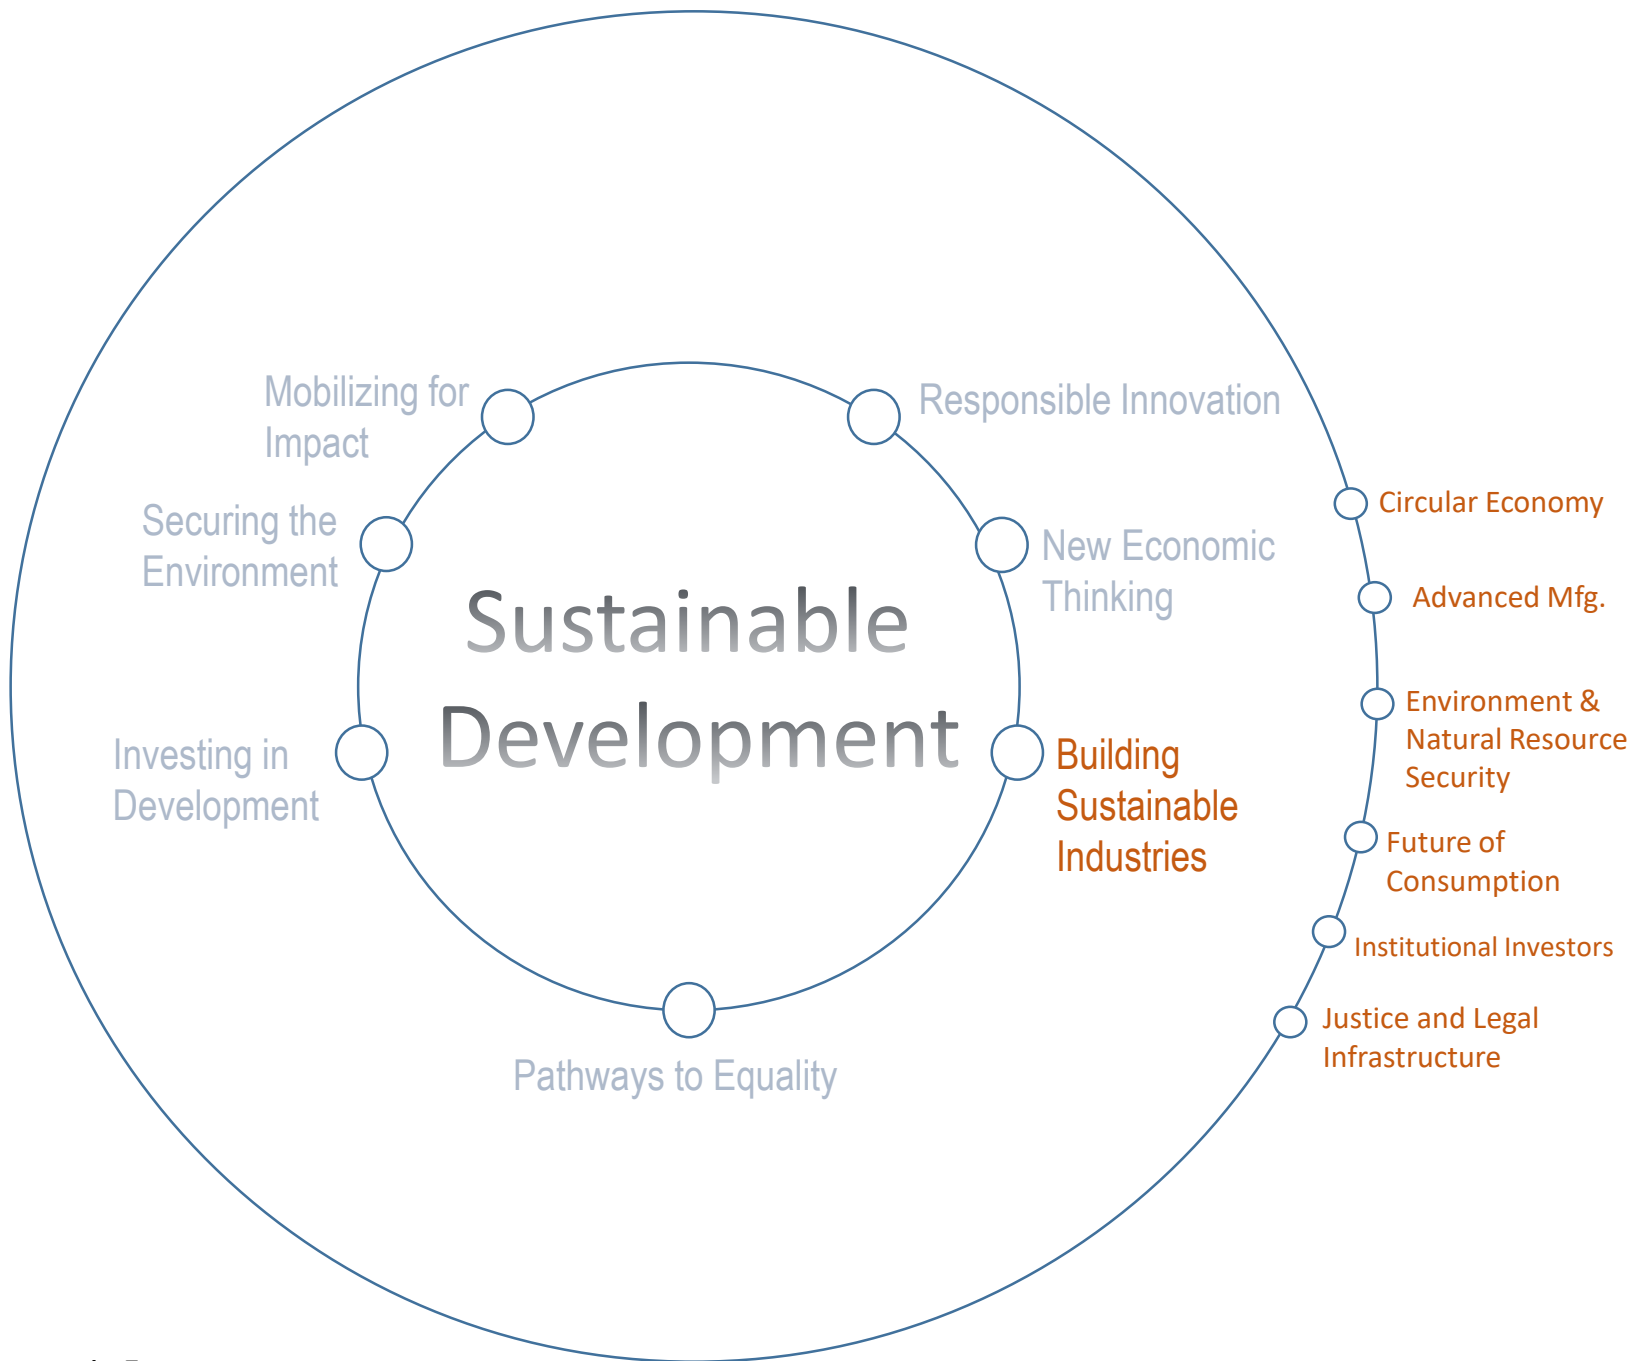 Mobilizing for
Impact
Responsible Innovation
Securing the
Environment
New Economic
Thinking
Sustainable
Development
Investing in
Development
Building
Sustainable
Industries
Pathways to Equality
Circular Economy
Advanced Mfg.
Environment &
Natural Resource
Security
Future of
Consumption
Institutional Investors
Justice and Legal
Infrastructure